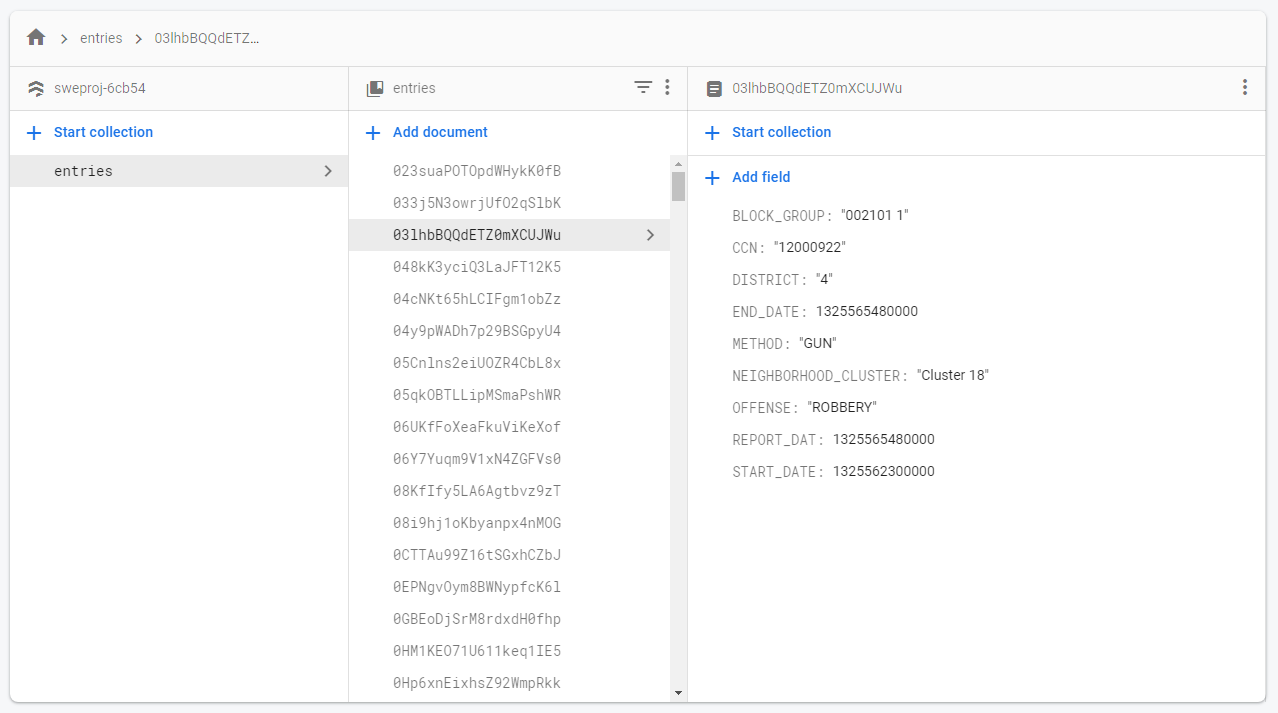 entries 03lhbBQQdETZ...
sweproj-6cb54
Start collection
entries
entries
Add document
023suaPOTOpdWHykK0fB
033j5N3owrjUfO2qSlbK
03lhbBQQdETZ0mXCUJWu
048kK3yciQ3LaJFT12K5
04cNKt65hLCIFgm1obZz
04y9pWADh7p29BSGpyU4
05Cnlns2eiUOZR4CbL8x
05qkOBTLLipMSmaPshWR
06UKfFoXeaFkuViKeXof
06Y7Yuqm9V1xN4ZGFVs0
08KfIfy5LA6Agtbvz9zT
08i9hj1oKbyanpx4nMOG
0CTTAu99Z16tSGxhCZbJ
0EPNgvOym8BWNypfcK6l
0GBEoDjSrM8rdxdH0fhp
0HM1KEO71U611keq1IE5
0Hp6xnEixhsZ92WmpRkk
03lhbBQQdETZ0mXCUJWu
Start collection
Add field
BLOCK_GROUP: "002101 1"
CCN: "12000922"
DISTRICT: "4"
END_DATE: 1325565480000
METHOD: "GUN"
NEIGHBORHOOD_CLUSTER: "Cluster 18"
OFFENSE: "ROBBERY"
REPORT_DAT: 1325565480000
START_DATE: 1325562300000